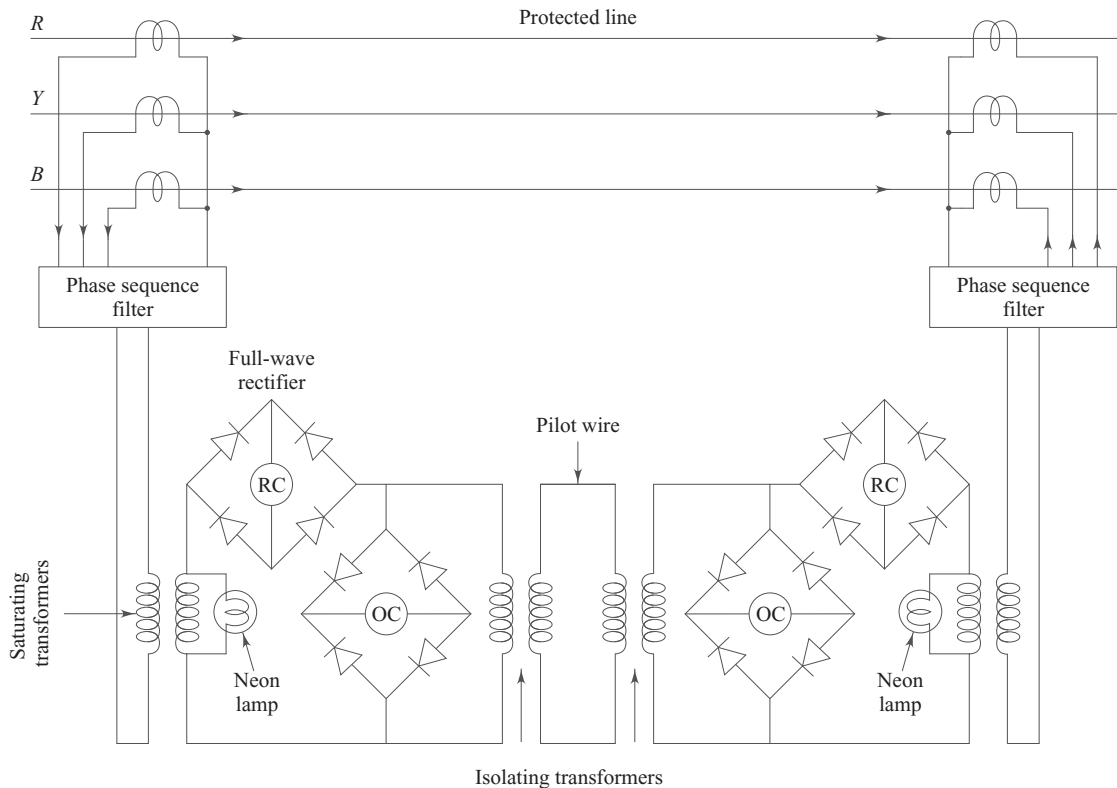 R
Protected line
Y
B
Phase sequence
filter
Phase sequence
filter
Full-wave
rectifier
Pilot wire
RC
RC
OC
OC
Saturating
transformers
Neon
lamp
Neon
lamp
Isolating transformers